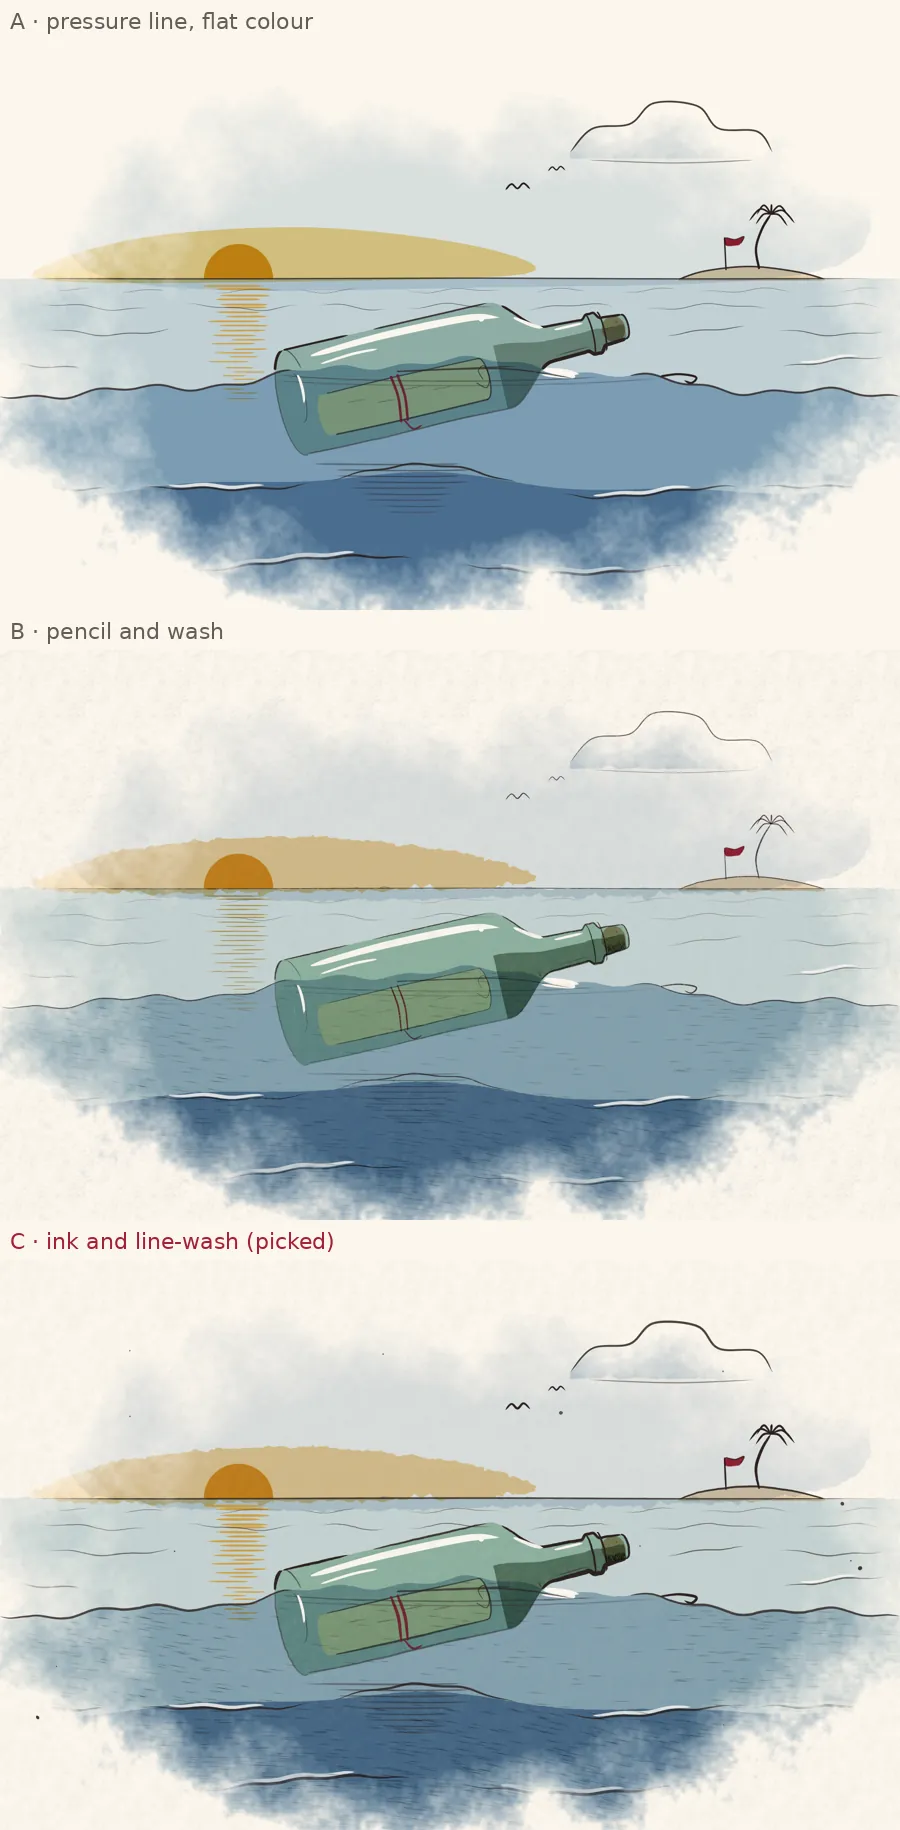 A · pressure line, flat colour
B · pencil and wash
C · ink and line-wash (picked)